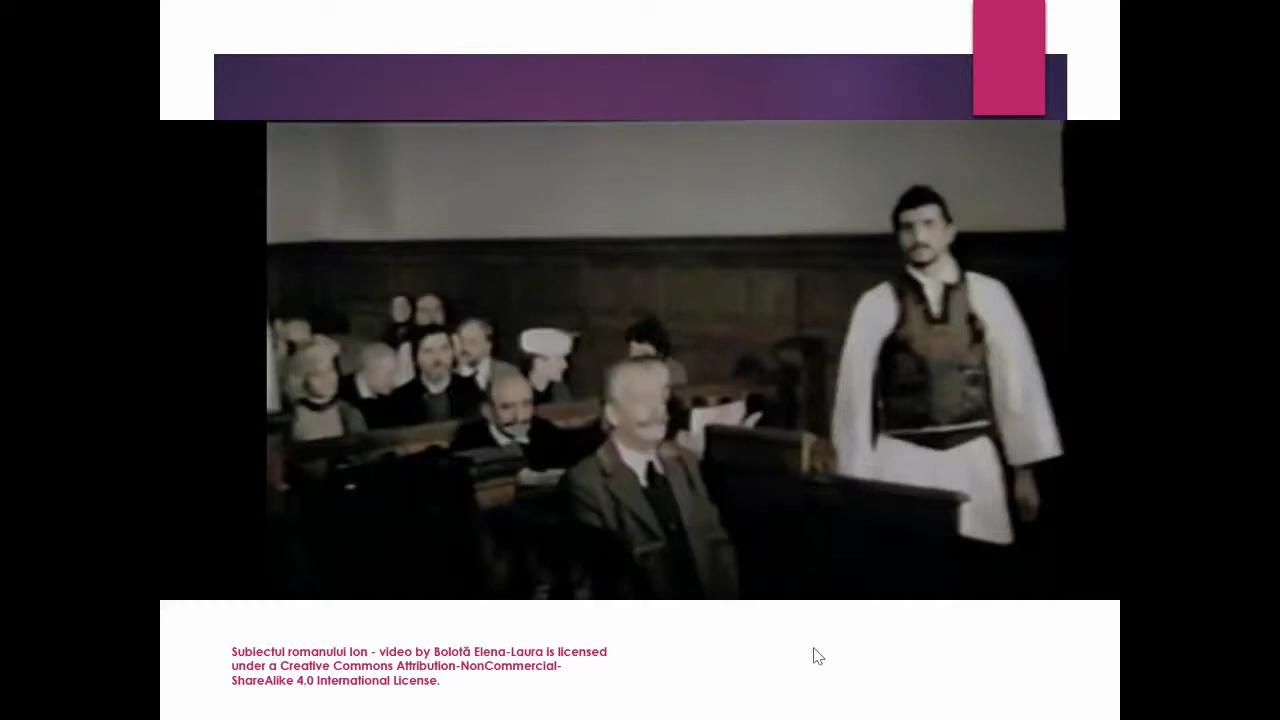 Subiectul romanului Ion - video by Bolotă Elena-Laura is licensed
under a Creative Commons Attribution-NonCommercial-
ShareAlike 4.0 International License.